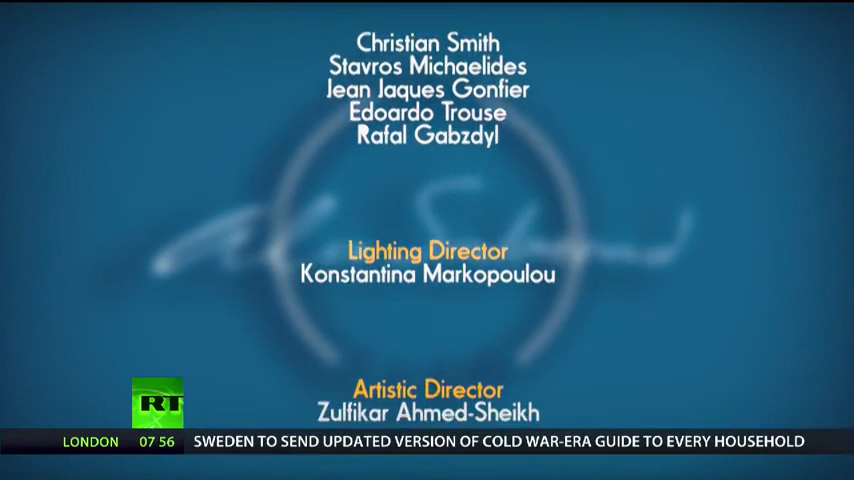 Christian Smith
Stavros Michaelides
Jean Jaques Gonfier
Edoardo Trouse
Rafal Gabzdyl
Lighting Director
Konstantina Markopoulou
Artistic Director
Zulfikar Ahmed-Sheikh
RT
LONDON 07 56 SWEDEN TO SEND UPDATED VERSION OF COLD WAR-ERA GUIDE TO EVERY HOUSEHOLD